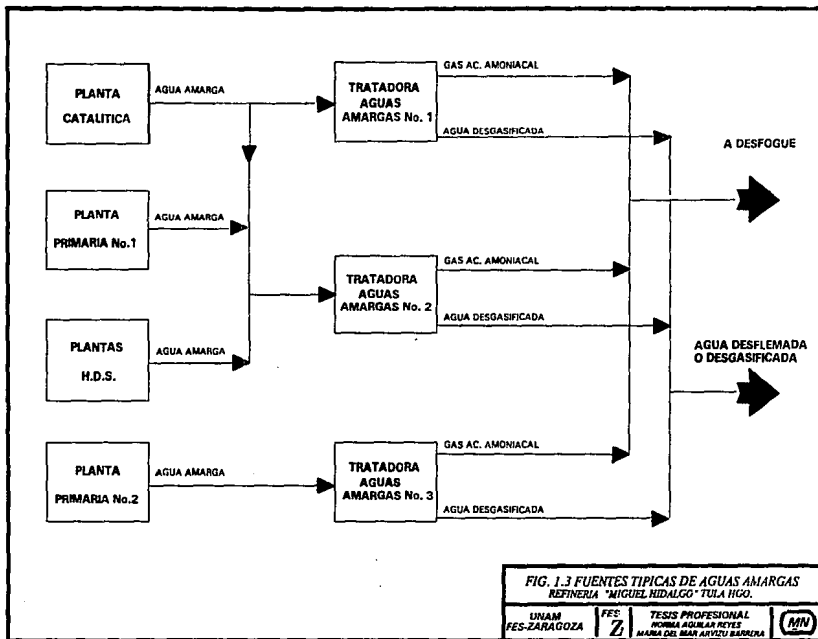 PLANTA
CATALITICA
AGUA AMARGA
TRATADORA
AGUAS
AMARGAS No. 1
GAS AC. AMONIACAL
AGUA DESGASIFICADA
A DESFOGUE
PLANTA
PRIMARIA No.1
AGUA AMARGA
TRATADORA
AGUAS
AMARGAS No. 2
GAS AC. AMONIACAL
AGUA DESGASIFICADA
PLANTAS
H.D.S.
AGUA AMARGA
AGUA DESFLEMADA
O DESGASIFICADA
PLANTA
PRIMARIA No.2
AGUA AMARGA
TRATADORA
AGUAS
AMARGAS No. 3
GAS AC. AMONIACAL
AGUA DESGASIFICADA
FIG. 1.3 FUENTES TIPICAS DE AGUAS AMARGAS
REFINERIA "MIGUEL HIDALGO" TULA HGO.
UNAM
FES-ZARAGOZA
FES
Z
TESIS PROFESIONAL
NORMA AGUILAR REYES
MARIA DEL MAR ARVIZU BARRERA
MN